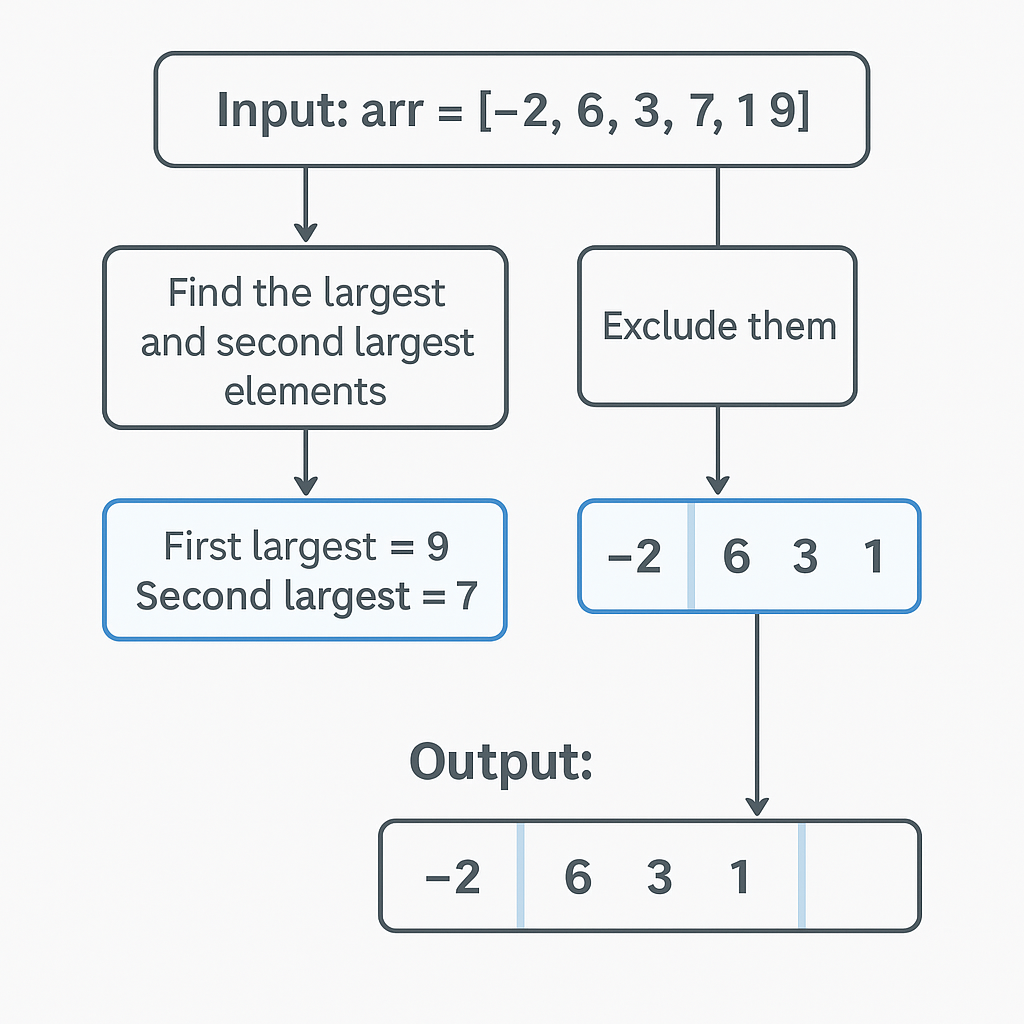 Input: arr = [−2, 6, 3, 7, 1 9]
Find the largest
and second largest
elements
Exclude them
First largest = 9
Second largest = 7
−2 6 3 1
Output:
−2 6 3 1